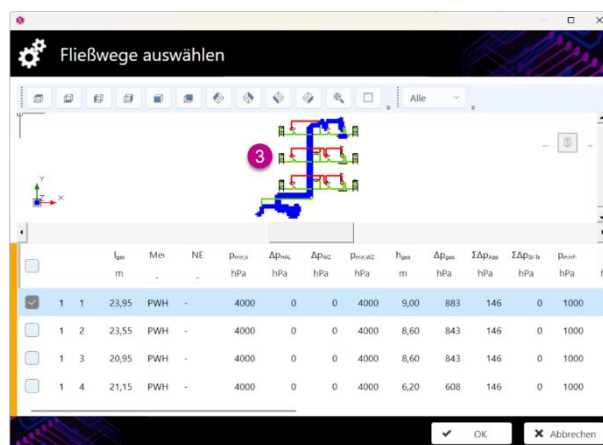 S
Fließwege auswählen
Alle
3
Y
Z X
lges Me NE pmin,V ΔpHAL ΔpWZ pmin,WZ hgeo Δpgeo ΣΔpApp pminFl
m - - hPa hPa hPa hPa m hPa hPa hPa hPa
1 1 23,95 PWH - 4000 0 0 4000 9,00 883 146 0 1000
1 2 23,55 PWH - 4000 0 0 4000 8,60 843 146 0 1000
1 3 20,95 PWH - 4000 0 0 4000 8,60 843 146 0 1000
1 4 21,15 PWH - 4000 0 0 4000 6,20 608 146 0 1000
OK Abbrechen